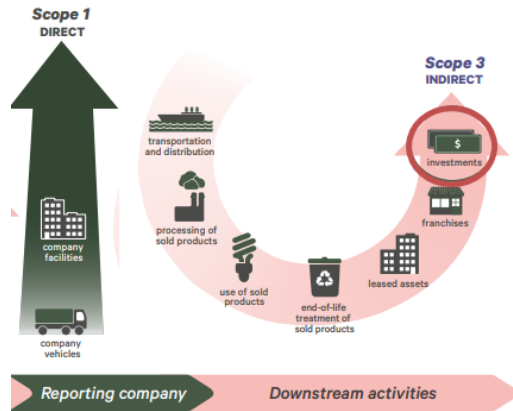 Scope 1
DIRECT
company
facilities
company
vehicles
transportation
and distribution
processing of
sold products
use of sold
products
end-of-life
treatment of
sold products
leased assets
franchises
$
investments
Scope 3
INDIRECT
Reporting company
Downstream activities